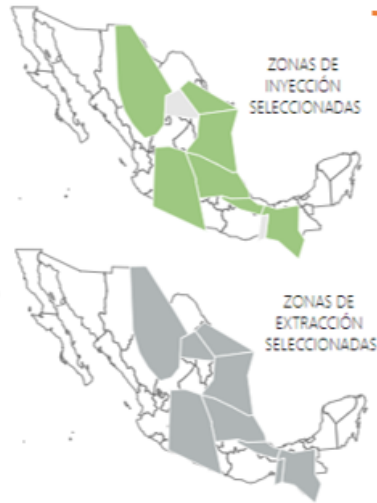 ZONAS DE
INYECCIÓN
SELECCIONADAS
ZONAS DE
EXTRACCIÓN
SELECCIONADAS